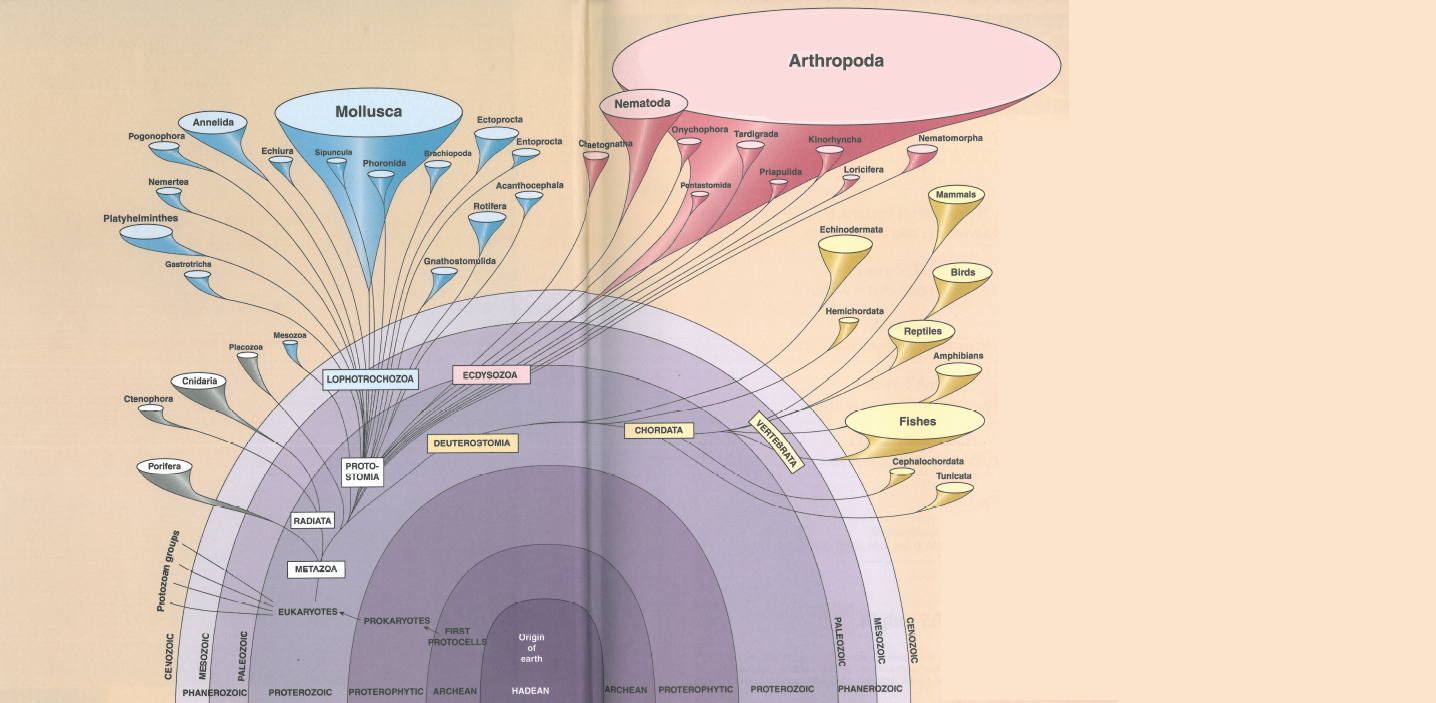 Arthropoda
Nematoda
Mollusca
Annelida
Ectoprocta
Pogonophora
Onychophora
Tardigrada
Kinorhyncha
Nematomorpha
Entoprocta
Chaetognatha
Echiura
Sipuncula
Brachiopoda
Phoronida
Loricifera
Priapulida
Nemertea
Acanthocephala
Pentastomida
Mammals
Rotifera
Platyhelminthes
Echinodermata
Gastrotricha
Gnathostomulida
Birds
Hemichordata
Reptiles
Mesozoa
Placozoa
Amphibians
Cnidaria
LOPHOTROCHOZOA
ECDYSOZOA
Ctenophora
Fishes
CHORDATA
VERTEBRATA
DEUTEROSTOMIA
Porifera
PROTO-
STOMIA
Cephalochordata
Tunicata
RADIATA
METAZOA
Protozoan groups
EUKARYOTES
PROKARYOTES
FIRST
PROTOCELLS
Origin
of
earth
CENOZOIC
MESOZOIC
PALEOZOIC
PALEOZOIC
MESOZOIC
CENOZOIC
PHANEROZOIC
PROTEROZOIC
PROTEROPHYTIC
ARCHEAN
HADEAN
ARCHEAN
PROTEROPHYTIC
PROTEROZOIC
PHANEROZOIC